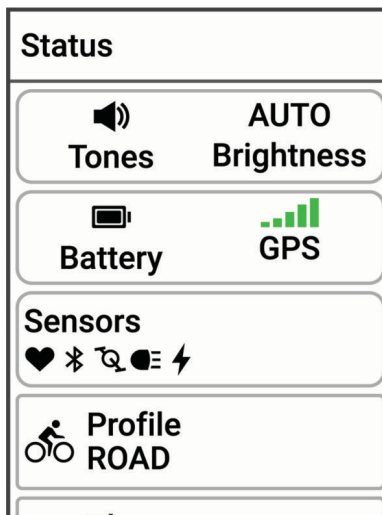 Status
AUTO
Tones
Brightness
Battery
GPS
Sensors
Profile
ROAD